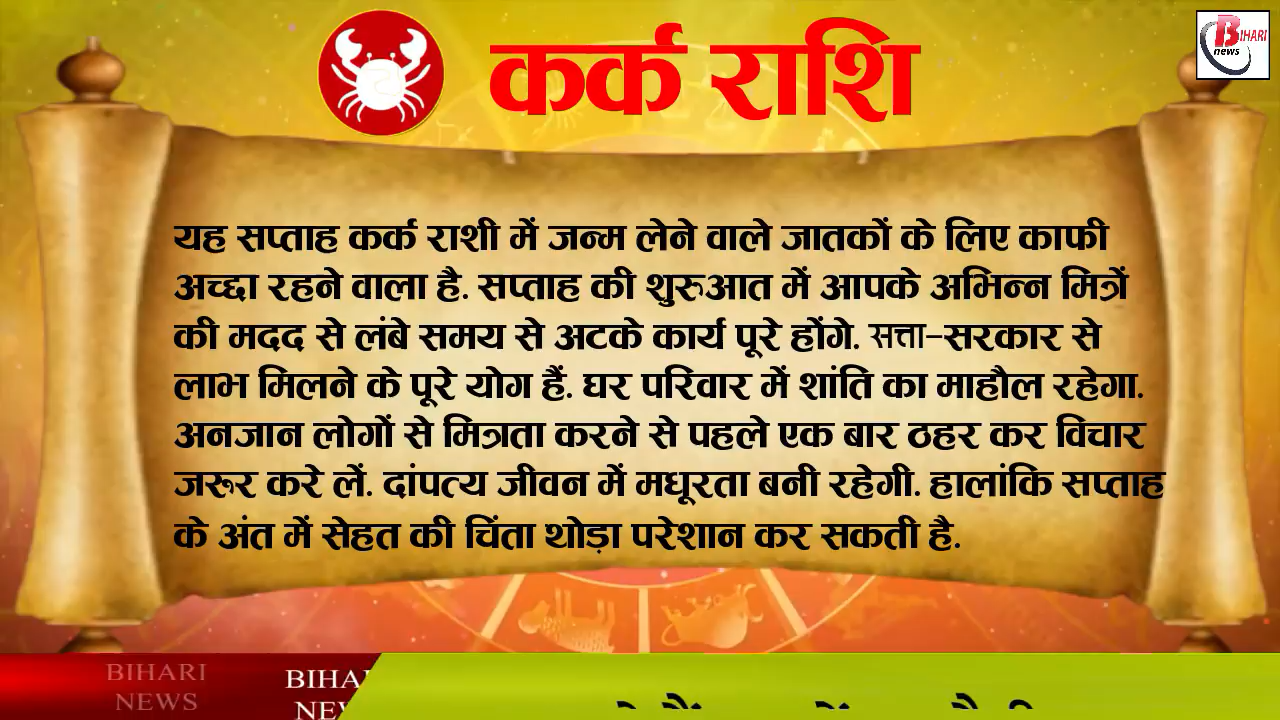 कर्क राशि
BIHARI
news
यह सप्ताह कर्क राशी में जन्म लेने वाले जातकों के लिए काफी
अच्छा रहने वाला है. सप्ताह की शुरुआत में आपके अभिन्न मित्रें
की मदद से लंबे समय से अटके कार्य पूरे होंगे. सत्ता-सरकार से
लाभ मिलने के पूरे योग हैं. घर परिवार में शांति का माहौल रहेगा.
अनजान लोगों से मित्रता करने से पहले एक बार ठहर कर विचार
जरूर करे लें. दांपत्य जीवन में मधूरता बनी रहेगी. हालांकि सप्ताह
के अंत में सेहत की चिंता थोड़ा परेशान कर सकती है.
BIHARI
NEWS